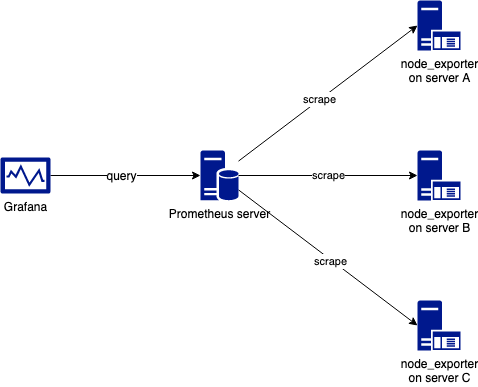 node_exporter
on server A
scrape
query
scrape
Grafana
Prometheus server
node_exporter
on server B
scrape
node_exporter
on server C